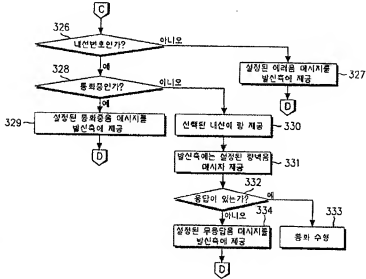 C
326
내선번호인가?
아니오
예
328
통화중인가?
아니오
설정된 에러음 메시지를
발신측에 제공
327
예
D
329
설정된 통화중음 메시지를
발신측에 제공
선택된 내선에 링 제공
330
D
발신측에는 설정된 링백음
메시지 제공
331
332
응답이 있는가?
예
아니오
334
333
설정된 무응답음 메시지를
발신측에 제공
통화 수행
D